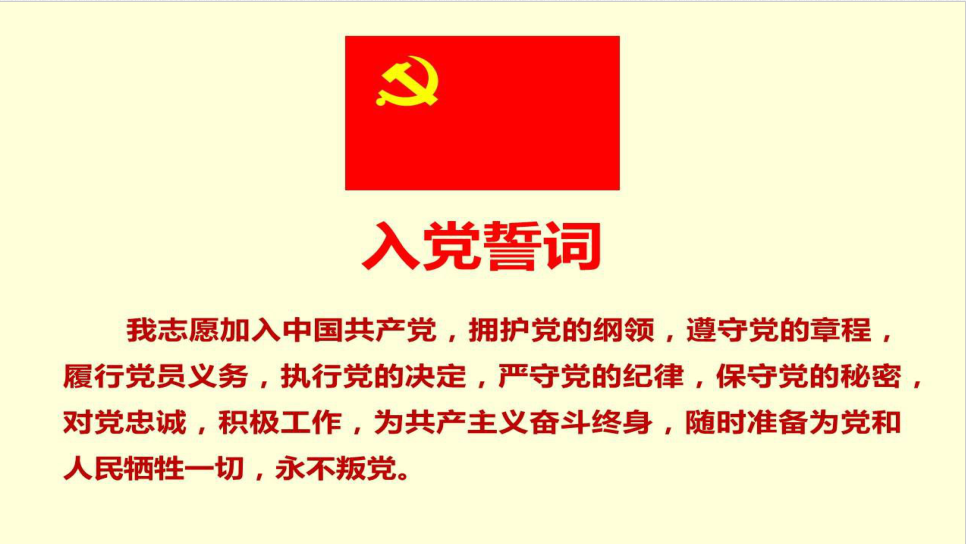 入党誓词
我志愿加入中国共产党，拥护党的纲领，遵守党的章程，
履行党员义务，执行党的决定，严守党的纪律，保守党的秘密，
对党忠诚，积极工作，为共产主义奋斗终身，随时准备为党和
人民牺牲一切，永不叛党。